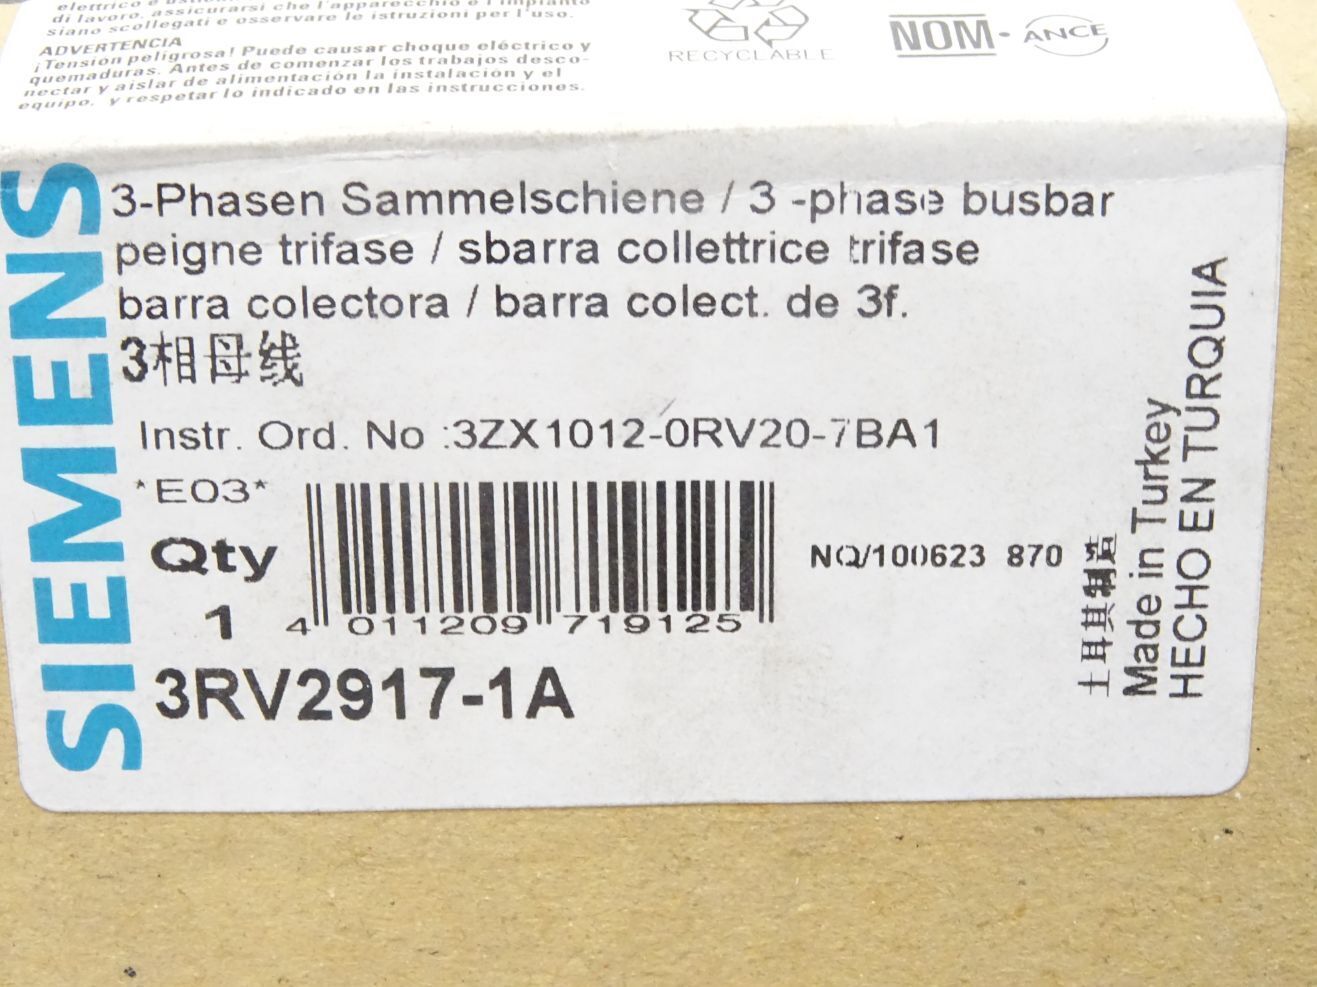 elettrico e
di lavoro, assicurarsi che l'apparecchio e l'impianto
siano scollegati e osservare le istruzioni per l'uso.
ADVERTENCIA
¡Tensión peligrosa! Puede causar choque eléctrico y
quemaduras. Antes de comenzar los trabajos desco-
nectar y aislar de alimentación la instalación y el
equipo, y respetar lo indicado en las instrucciones.
RECYCLABLE
NOM - ANCE
SIEMENS
3-Phasen Sammelschiene / 3 -phase busbar
peigne trifase / sbarra collettrice trifase
barra colectora / barra colect. de 3f.
3相母线
Instr. Ord. No :3ZX1012-0RV20-7BA1
*E03*
Qty
1
4 011209 719125
NQ/100623 870
3RV2917-1A
土耳其制造
Made in Turkey
HECHO EN TURQUIA